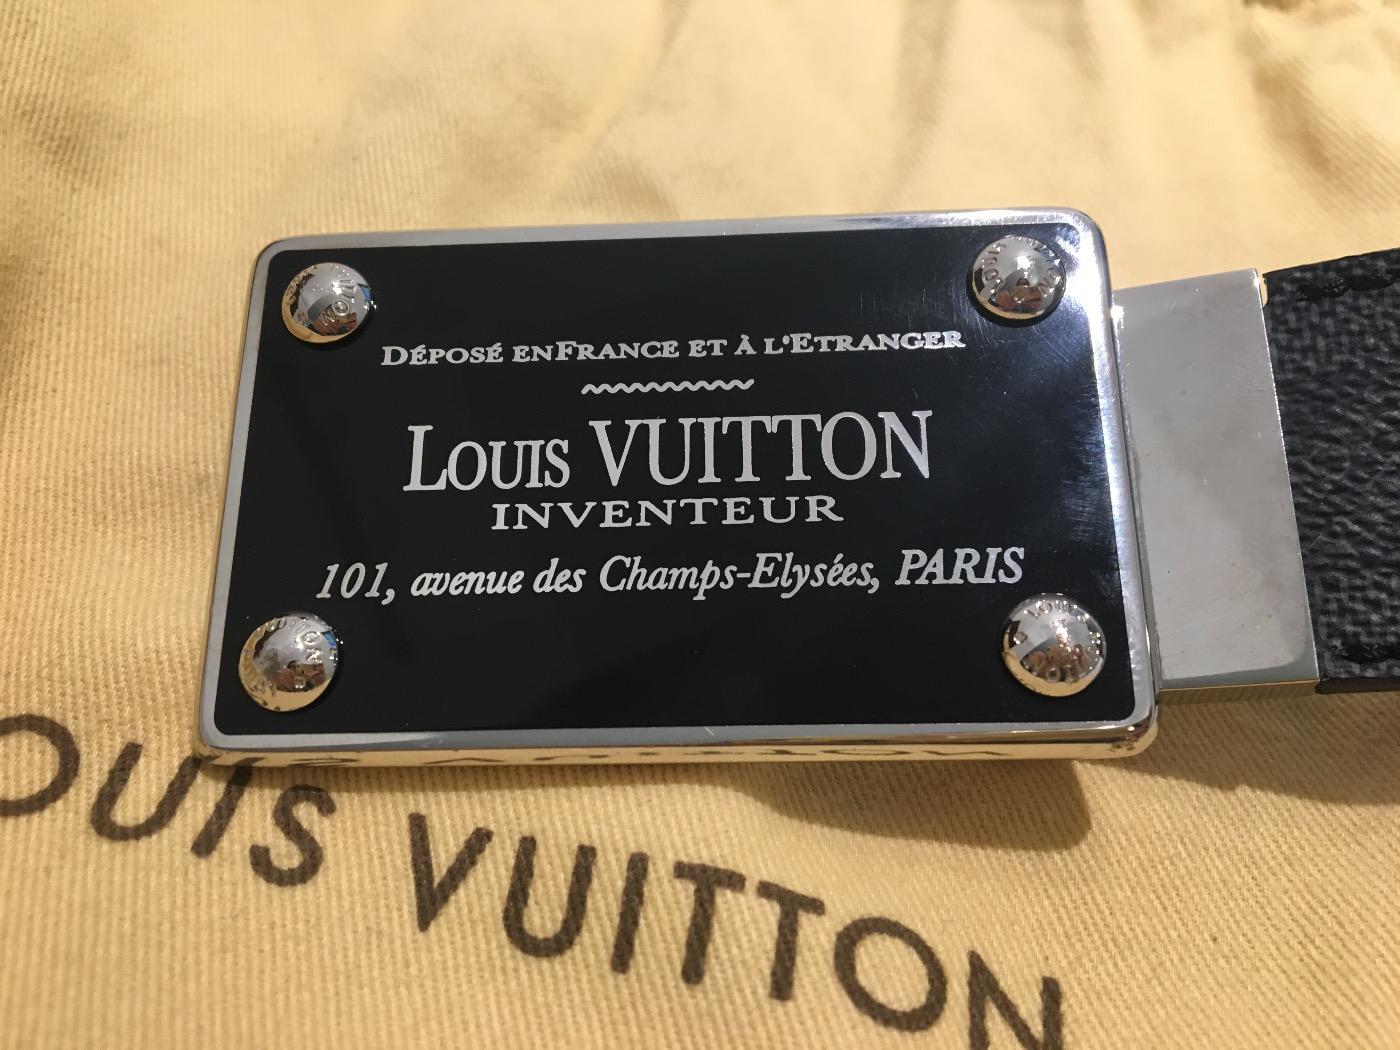 DÉPOSÉ ENFRANCE ET À L'ETRANGER
LOUIS VUITTON
INVENTEUR
101, avenue des Champs-Elysées, PARIS
OUIS VUITTON